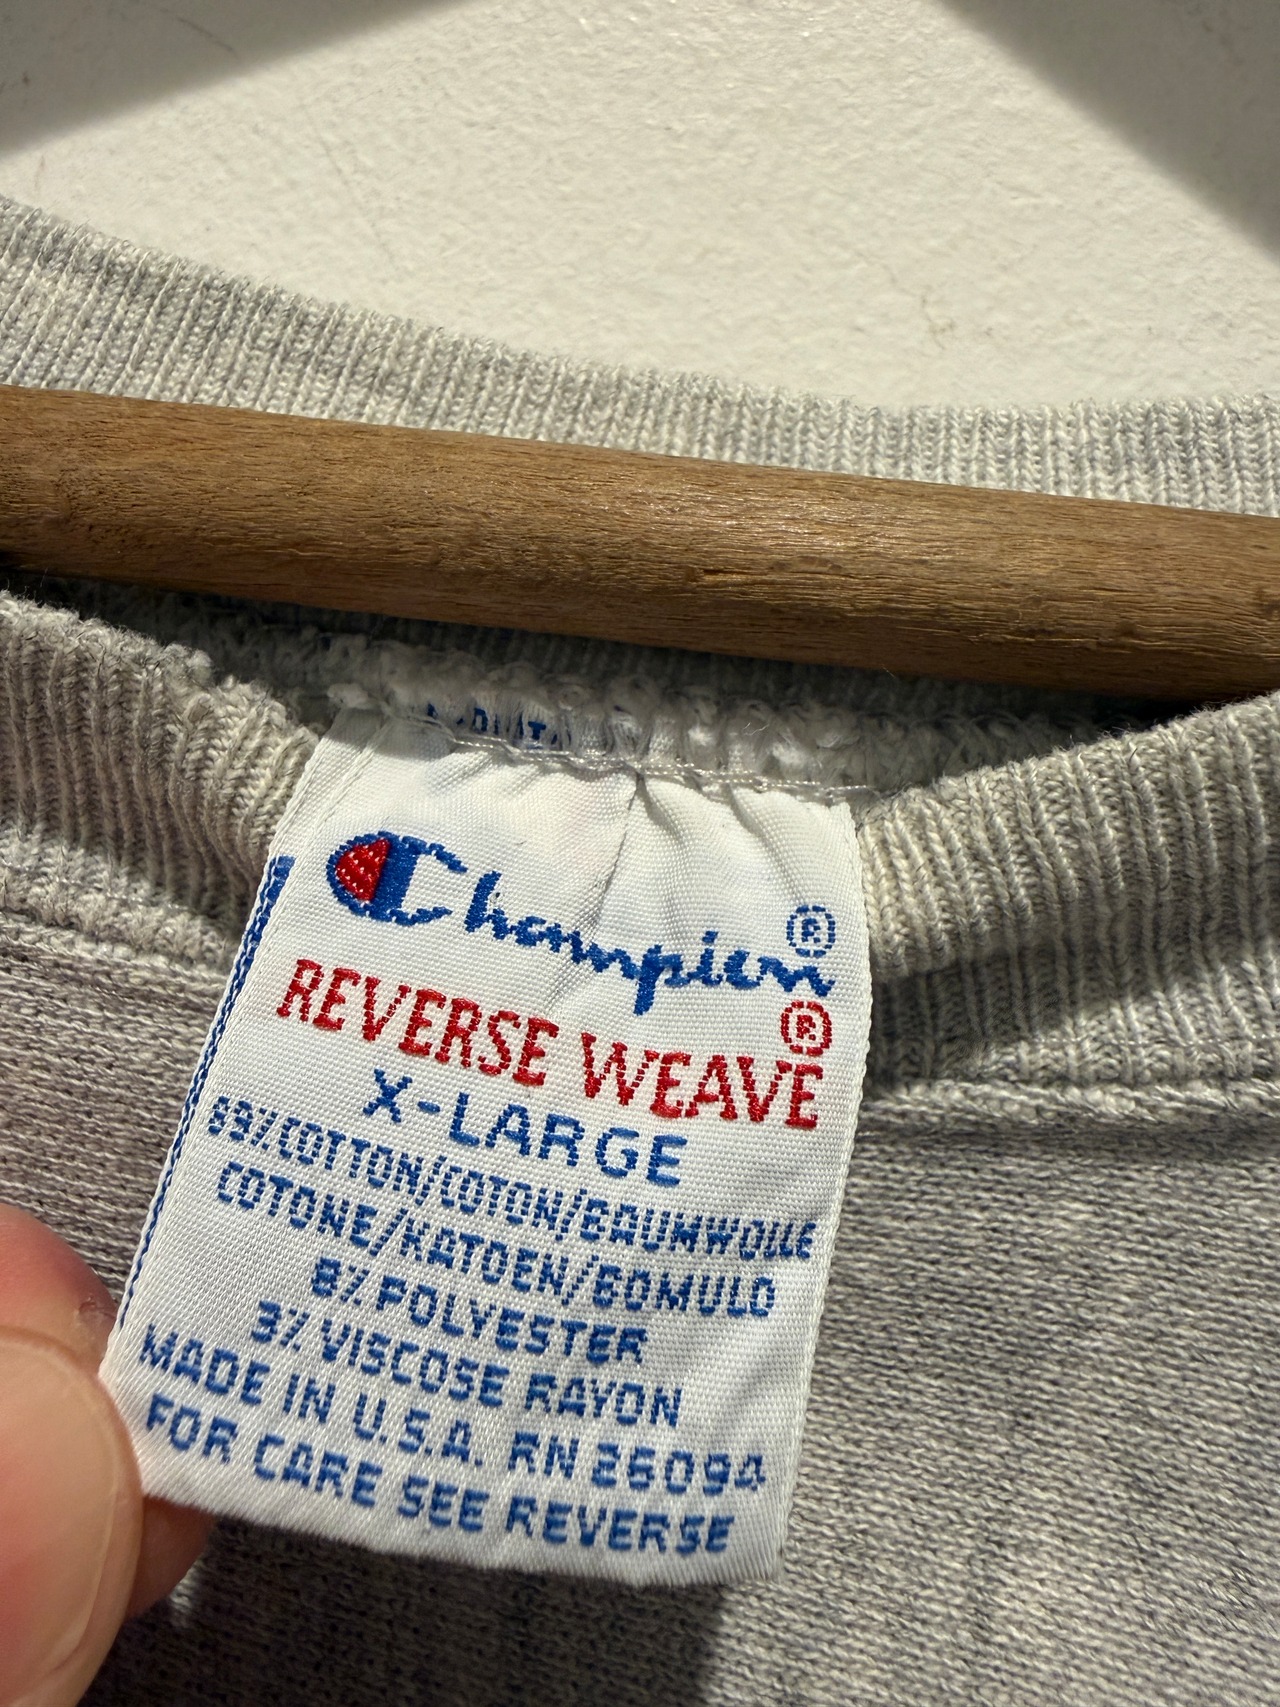 Champion®
REVERSE WEAVE®
X-LARGE
89%COTTON/COTON/BAUMWOLLE
COTONE/KATOEN/BOMULD
8%POLYESTER
3%VISCOSE RAYON
MADE IN U.S.A. RN 26094
FOR CARE SEE REVERSE